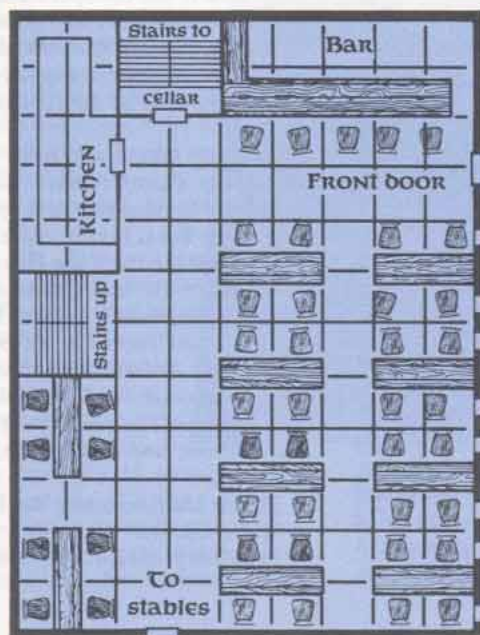 Stairs to
Bar
cellar
Kitchen
Front door
Stairs up
To
stables